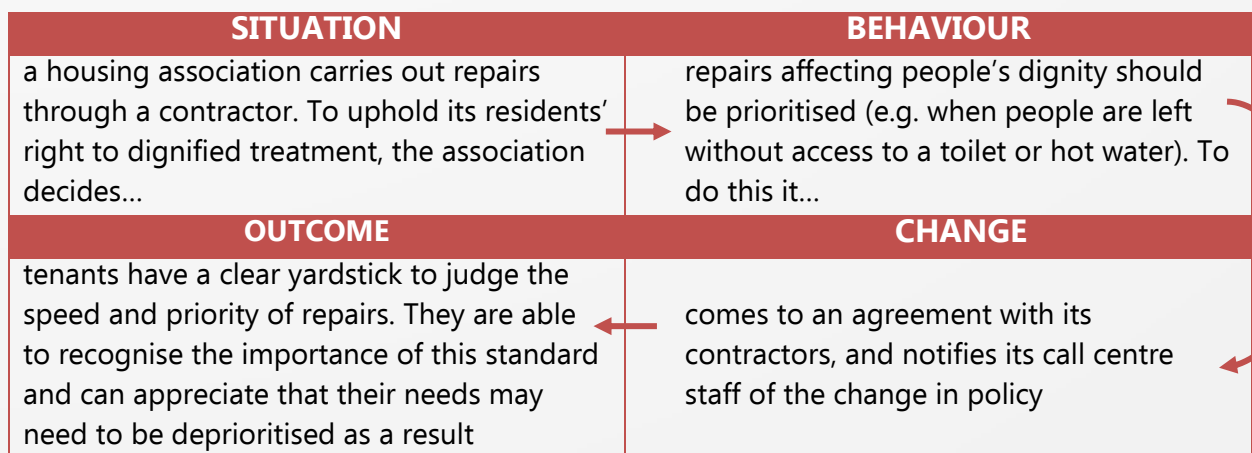 SITUATION
a housing association carries out repairs
through a contractor. To uphold its residents’
right to dignified treatment, the association
decides…
BEHAVIOUR
repairs affecting people’s dignity should
be prioritised (e.g. when people are left
without access to a toilet or hot water). To
do this it…
CHANGE
comes to an agreement with its
contractors, and notifies its call centre
staff of the change in policy
OUTCOME
tenants have a clear yardstick to judge the
speed and priority of repairs. They are able
to recognise the importance of this standard
and can appreciate that their needs may
need to be deprioritised as a result